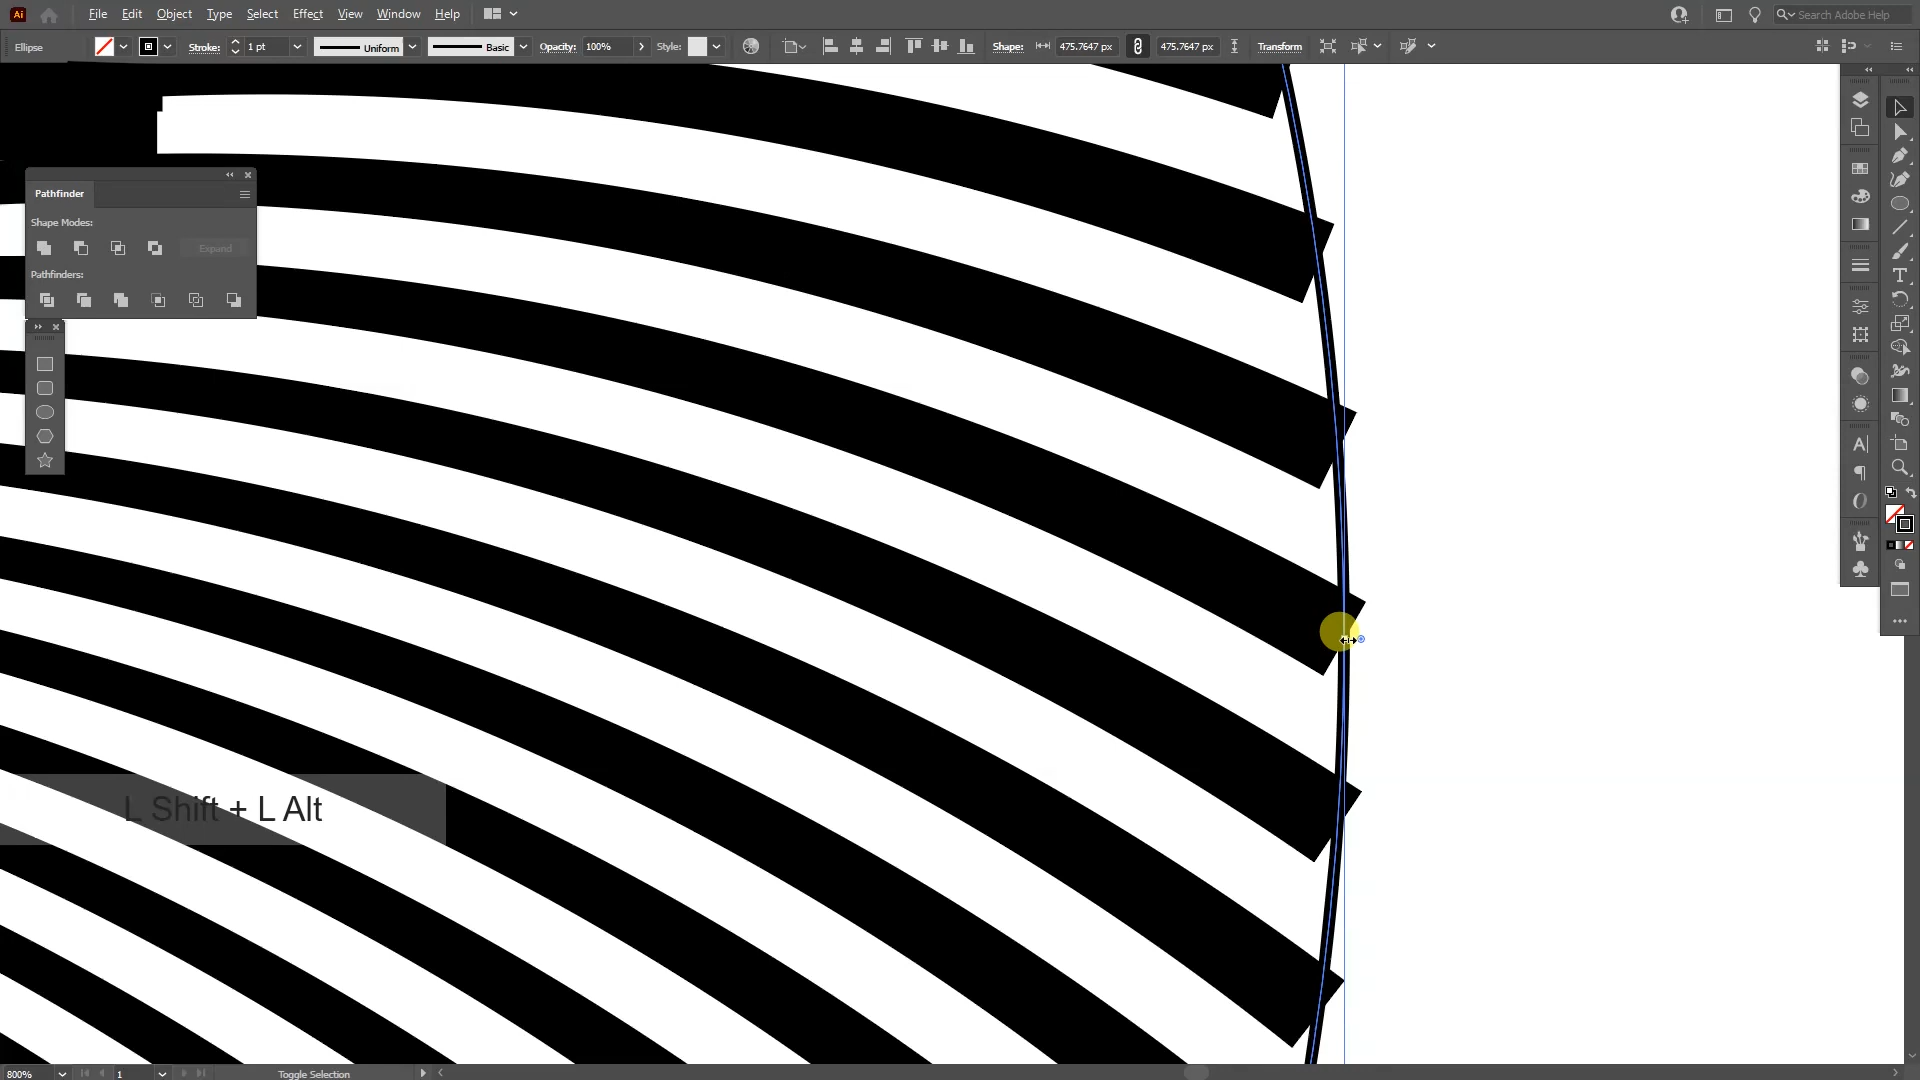 Ai File Edit Object Type Select Effect View Window Help Search Adobe Help
Ellipse Stroke: 1 pt Uniform Basic Opacity: 100% Style: Shape: 475.7647 px 475.7647 px Transform
Pathfinder
Shape Modes:
Expand
Pathfinders:
L Shift + L Alt
800% 1 Toggle Selection